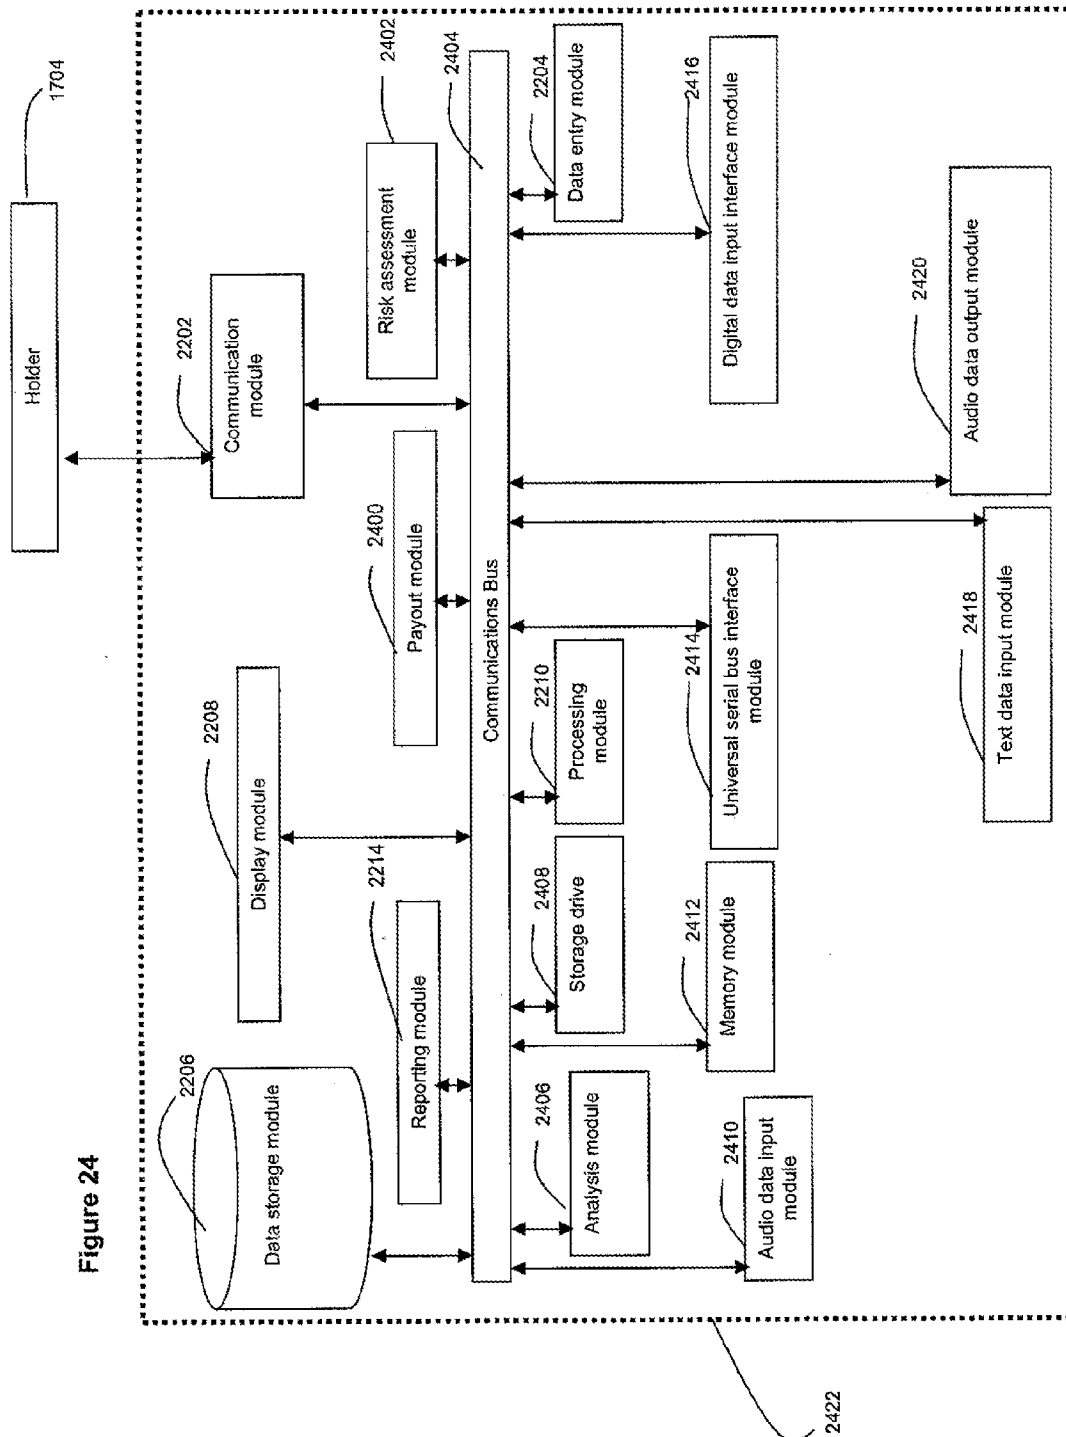 Figure 24
Holder
1704
2206
Data storage module
2208
Display module
2202
Communication
module
2214
Reporting module
2400
Payout module
2402
Risk assessment
module
2404
Communications Bus
2406
Analysis module
2408
Storage drive
2210
Processing
module
2204
Data entry module
2410
Audio data input
module
2412
Memory module
2414
Universal serial bus interface
module
2416
Digital data input interface module
2418
Text data input module
2420
Audio data output module
2422